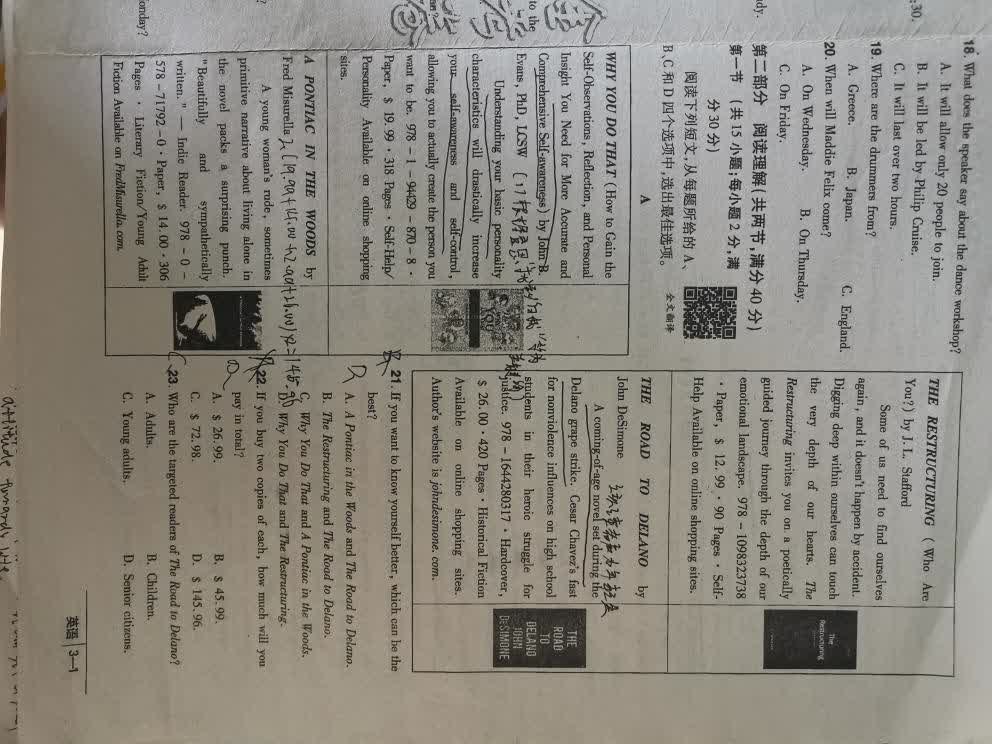 :30.
dy.
to the
onday?
?
18. What does the speaker say about the dance workshop?
A. It will allow only 20 people to join.
B. It will be led by Philip Cruise.
C. It will last over two hours.
19. Where are the drummers from?
A. Greece. B. Japan. C. England.
20. When will Maddie Felix come?
A. On Wednesday. B. On Thursday.
C. On Friday.
第二部分 阅读理解(共两节,满分 40 分)
第一节 (共 15 小题;每小题 2 分,满
分 30 分)
阅读下列短文,从每题所给的 A、
B、C 和 D 四个选项中,选出最佳选项。
全文翻译
A
WHY YOU DO THAT (How to Gain the
Self-Observations, Reflection, and Personal
Insight You Need for More Accurate and
Comprehensive Self-awareness) by John B.
Evans, PhD, LCSW
Understanding your basic personality
characteristics will drastically increase
your self-awareness and self-control,
allowing you to actually create the person you
want to be. 978 - 1 - 94429 - 870 - 8 ·
Paper, $ 19. 99 · 318 Pages · Self-Help/
Personality Available on online shopping
sites.
YOU
A PONTIAC IN THE WOODS by
Fred Misurella
A young woman's rude, sometimes
primitive narrative about living alone in
the novel packs a surprising punch.
"Beautifully and sympathetically
written. " — Indie Reader. 978 - 0 -
578 - 71792 - 0 · Paper, $ 14. 00 · 306
Pages · Literary Fiction/Young Adult
Fiction Available on FredMisurella. com.
THE RESTRUCTURING ( Who Are
You?) by J. L. Stafford
Some of us need to find ourselves
again, and it doesn't happen by accident.
Digging deep within ourselves can touch
the very depth of our hearts. The
Restructuring invites you on a poetically
guided journey through the depth of our
emotional landscape. 978 - 1098323738
· Paper, $ 12. 99 · 90 Pages · Self-
Help Available on online shopping sites.
The
Restructuring
THE ROAD TO DELANO by
John DeSimone
A coming-of-age novel set during the
Delano grape strike. Cesar Chavez's fast
for nonviolence influences on high school
students in their heroic struggle for
justice. 978 - 1644280317 · Hardcover,
$ 26. 00 · 420 Pages · Historical Fiction
Available on online shopping sites.
Author's website is johndesimone. com.
THE
ROAD
TO
DELANO
JOHN
DESIMONE
21. If you want to know yourself better, which can be the
best?
A. A Pontiac in the Woods and The Road to Delano.
B. The Restructuring and The Road to Delano.
C. Why You Do That and A Pontiac in the Woods.
D. Why You Do That and The Restructuring.
22. If you buy two copies of each, how much will you
pay in total?
A. $ 26. 99. B. $ 45. 99.
C. $ 72. 98. D. $ 145. 96.
23. Who are the targeted readers of The Road to Delano?
A. Adults. B. Children.
C. Young adults. D. Senior citizens.
英语 3-1
attitude towards